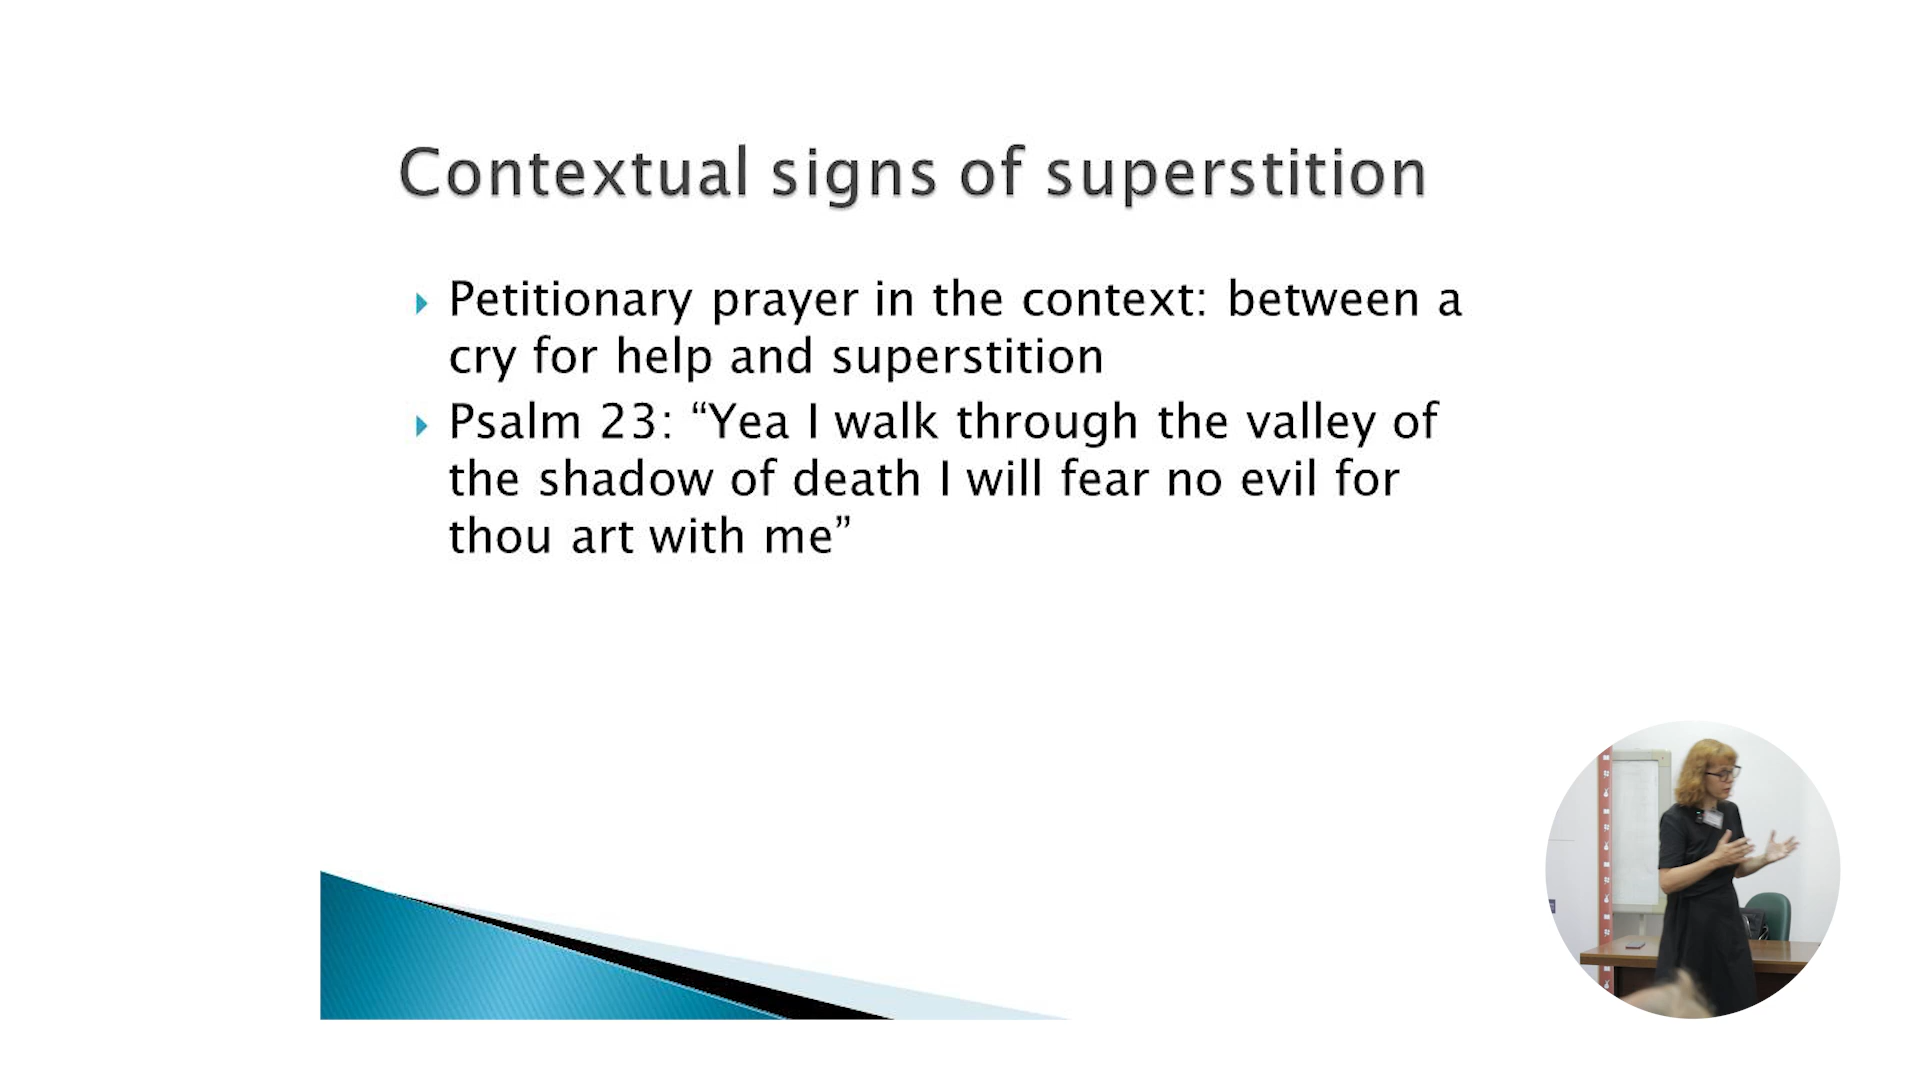 Contextual signs of superstition
Petitionary prayer in the context: between a
cry for help and superstition
Psalm 23: “Yea I walk through the valley of
the shadow of death I will fear no evil for
thou art with me”